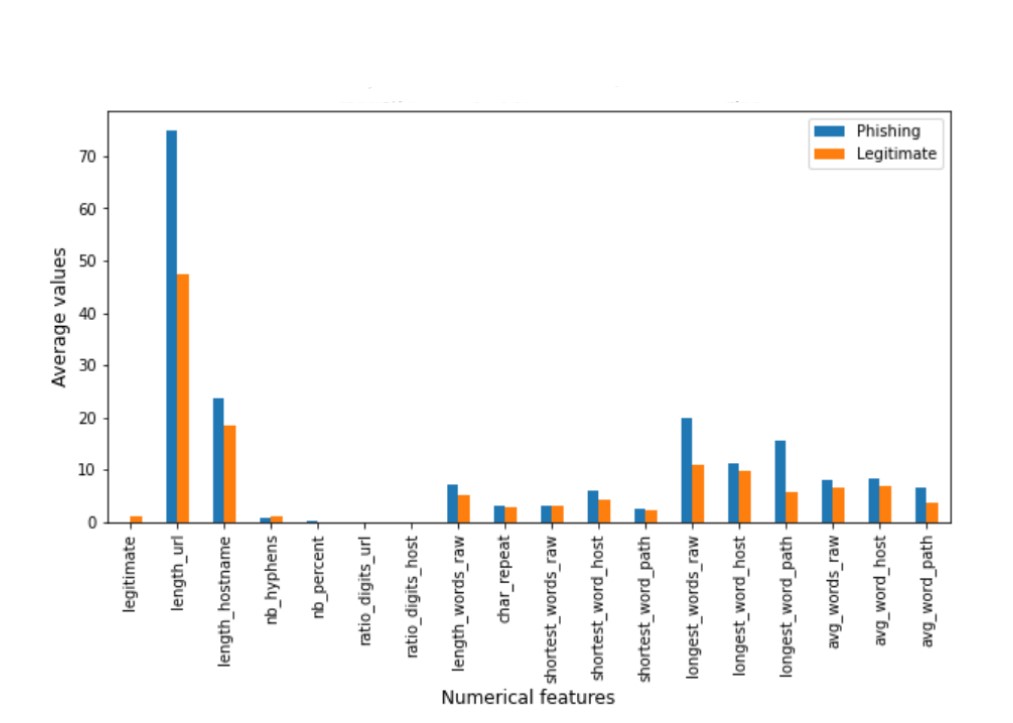 Phishing
Legitimate
Average values
70
60
50
40
30
20
10
0
legitimate
length_url
length_hostname
nb_hyphens
nb_percent
ratio_digits_url
ratio_digits_host
length_words_raw
char_repeat
shortest_words_raw
shortest_word_host
shortest_word_path
longest_words_raw
longest_word_host
longest_word_path
avg_words_raw
avg_word_host
avg_word_path
Numerical features